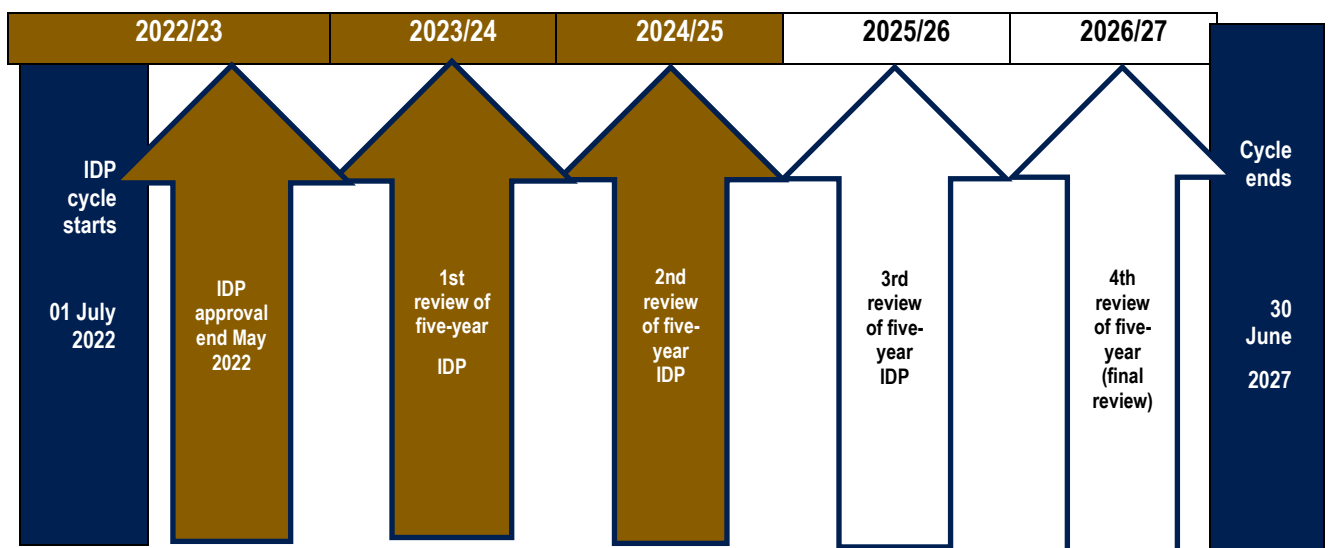 2022/23
2023/24
2024/25
2025/26
2026/27
IDP
cycle
starts
01 July
2022
IDP
approval
end May
2022
1st
review of
five-year
IDP
2nd
review
of five-
year
IDP
3rd
review
of five-
year
IDP
4th
review
of five-
year
(final
review)
Cycle
ends
30
June
2027